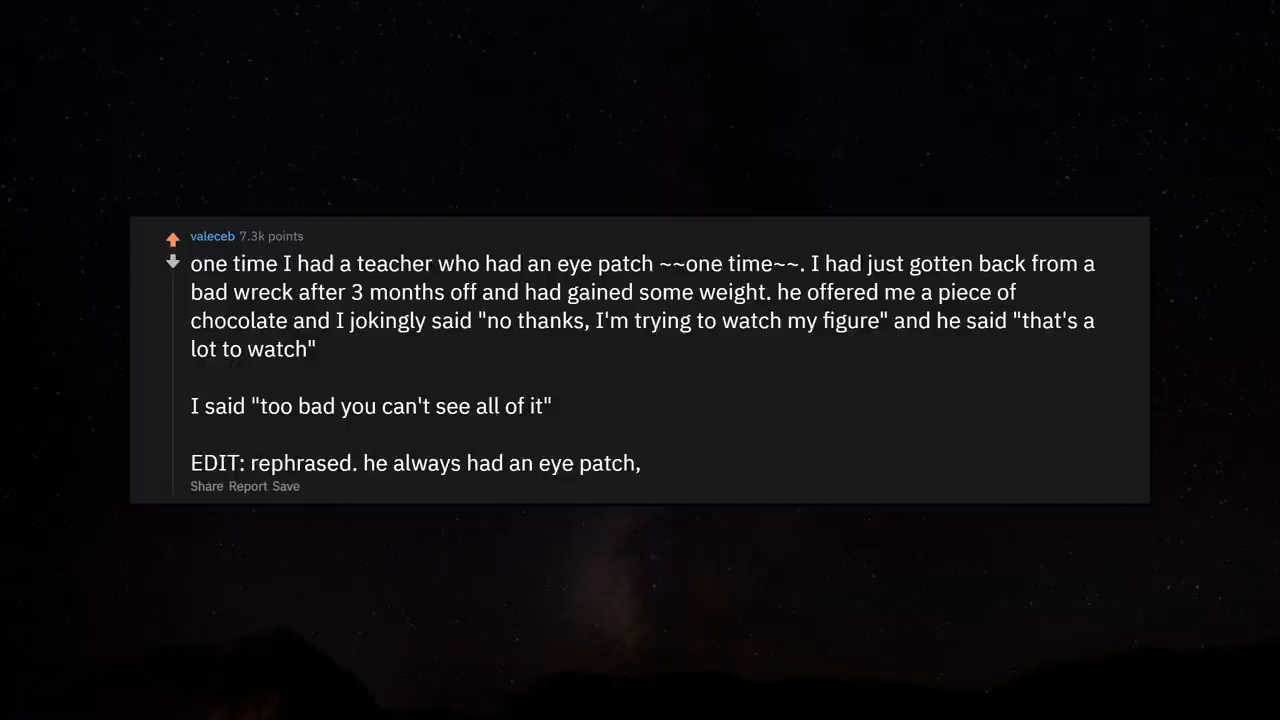 valeceb 7.3k points
one time I had a teacher who had an eye patch ~~one time~~. I had just gotten back from a
bad wreck after 3 months off and had gained some weight. he offered me a piece of
chocolate and I jokingly said "no thanks, I'm trying to watch my figure" and he said "that's a
lot to watch"
I said "too bad you can't see all of it"
EDIT: rephrased. he always had an eye patch,
Share Report Save